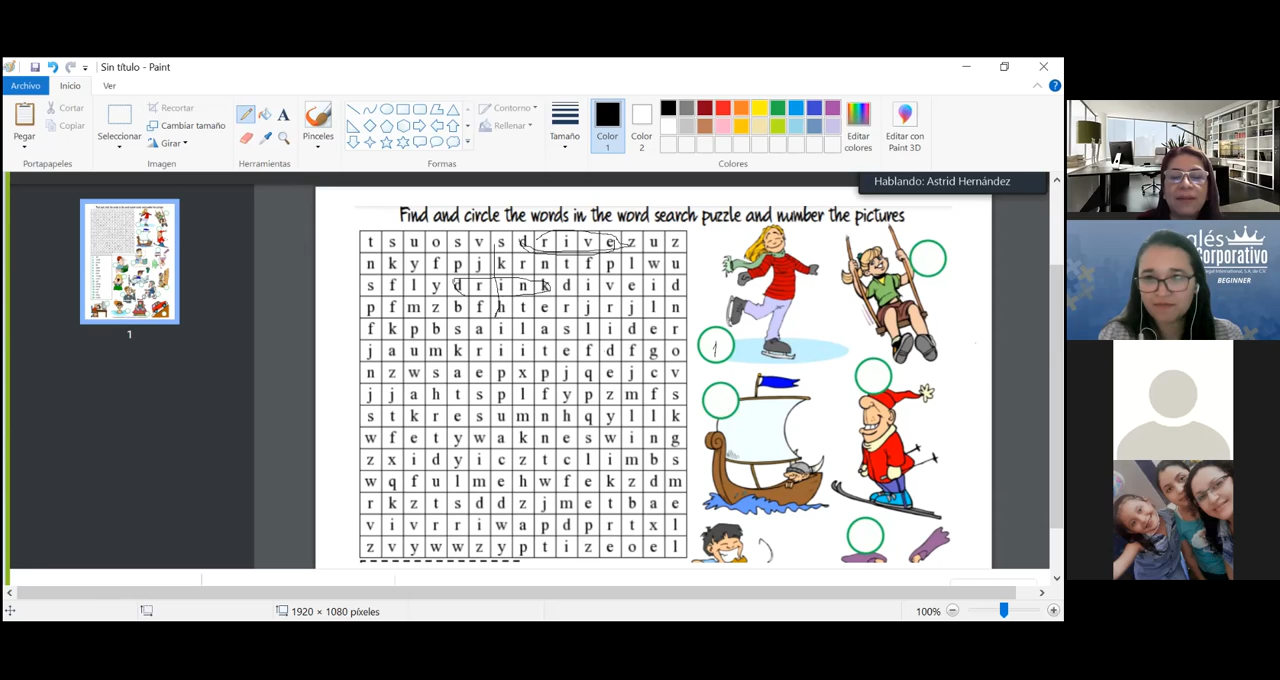 Sin título - Paint
Archivo Inicio Ver
Pegar
Cortar
Copiar
Portapapeles
Seleccionar
Recortar
Cambiar tamaño
Girar
Imagen
A
Herramientas
Pinceles
Contorno
Rellenar
Formas
Tamaño
Color
1
Color
2
Editar
colores
Editar con
Paint 3D
Colores
Hablando: Astrid Hernández
1
Find and circle the words in the word search puzzle and number the pictures
t s u o s v s d r i v e z u z
n k y f p j k r n t f p l w u
s f l y d r i n k d i v e i d
p f m z b f h t e r j r j l n
f k p b s a i l a s l i d e r
j a u m k r i i t e f d f g o
n z w s a e p x p j q e j c v
j j a h t s p l f y p z m f s
s t k r e s u m n h q y l l k
w f e t y w a k n e s w i n g
z x i d y i c z t c l i m b s
w q f u l m e h w f e k z d m
r k z t s d d z j m e t b a e
v i v r r i w a p d p r t x l
z v y w w z y p t i z e o e l
1
1920 × 1080 píxeles
100%
glés
Corporativo
BEGINNER